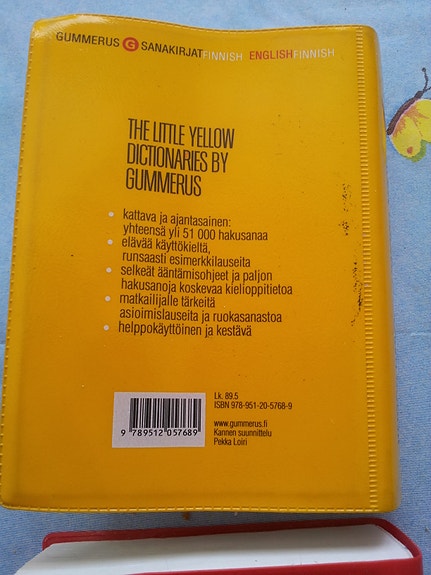 GUMMERUS G SANAKIRJAT FINNISH ENGLISH FINNISH
THE LITTLE YELLOW
DICTIONARIES BY
GUMMERUS
• kattava ja ajantasainen:
yhteensä yli 51 000 hakusanaa
• elävää käyttökieltä,
runsaasti esimerkkilauseita
• selkeät ääntämisohjeet ja paljon
hakusanoja koskevaa kielioppitietoa
• matkailijalle tärkeitä
asioimislauseita ja ruokasanastoa
• helppokäyttöinen ja kestävä
Lk. 89.5
ISBN 978-951-20-5768-9
9 789512 057689
www.gummerus.fi
Kannen suunnittelu
Pekka Loiri